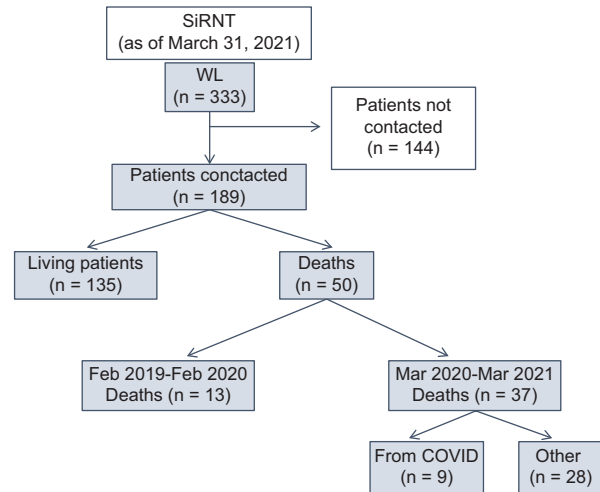 SiRNT
(as of March 31, 2021)
WL
(n = 333)
Patients not
contacted
(n = 144)
Patients conctacted
(n = 189)
Living patients
(n = 135)
Deaths
(n = 50)
Feb 2019-Feb 2020
Deaths (n = 13)
Mar 2020-Mar 2021
Deaths (n = 37)
From COVID
(n = 9)
Other
(n = 28)